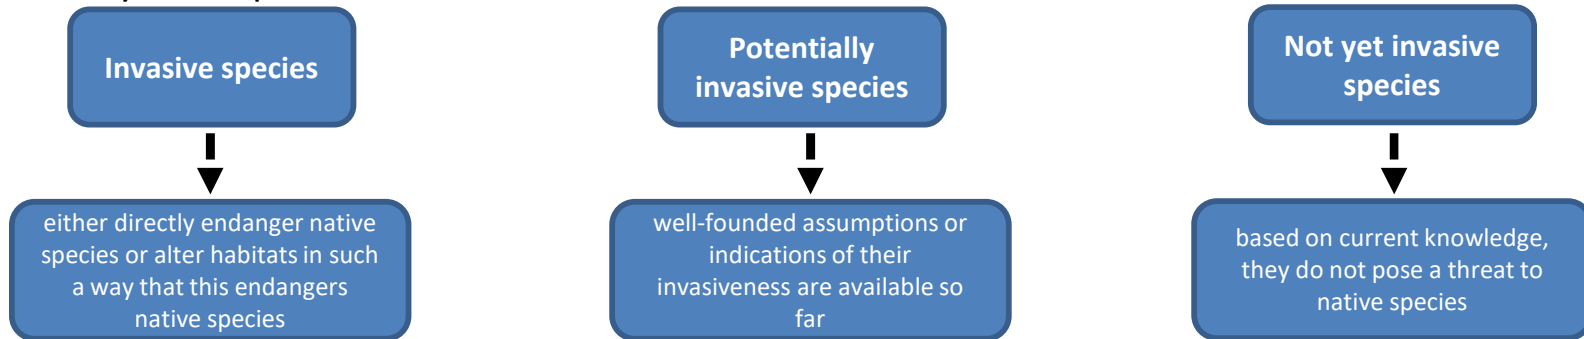 Invasive species
either directly endanger native
species or alter habitats in such
a way that this endangers
native species
Potentially
invasive species
well-founded assumptions or
indications of their
invasiveness are available so
far
Not yet invasive
species
based on current knowledge,
they do not pose a threat to
native species